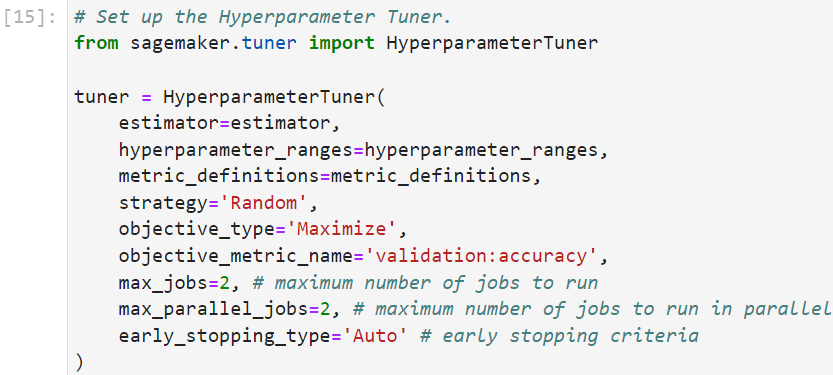 [15]: # Set up the Hyperparameter Tuner.
from sagemaker.tuner import HyperparameterTuner
tuner = HyperparameterTuner(
    estimator=estimator,
    hyperparameter_ranges=hyperparameter_ranges,
    metric_definitions=metric_definitions,
    strategy='Random',
    objective_type='Maximize',
    objective_metric_name='validation:accuracy',
    max_jobs=2, # maximum number of jobs to run
    max_parallel_jobs=2, # maximum number of jobs to run in parallel
    early_stopping_type='Auto' # early stopping criteria
)